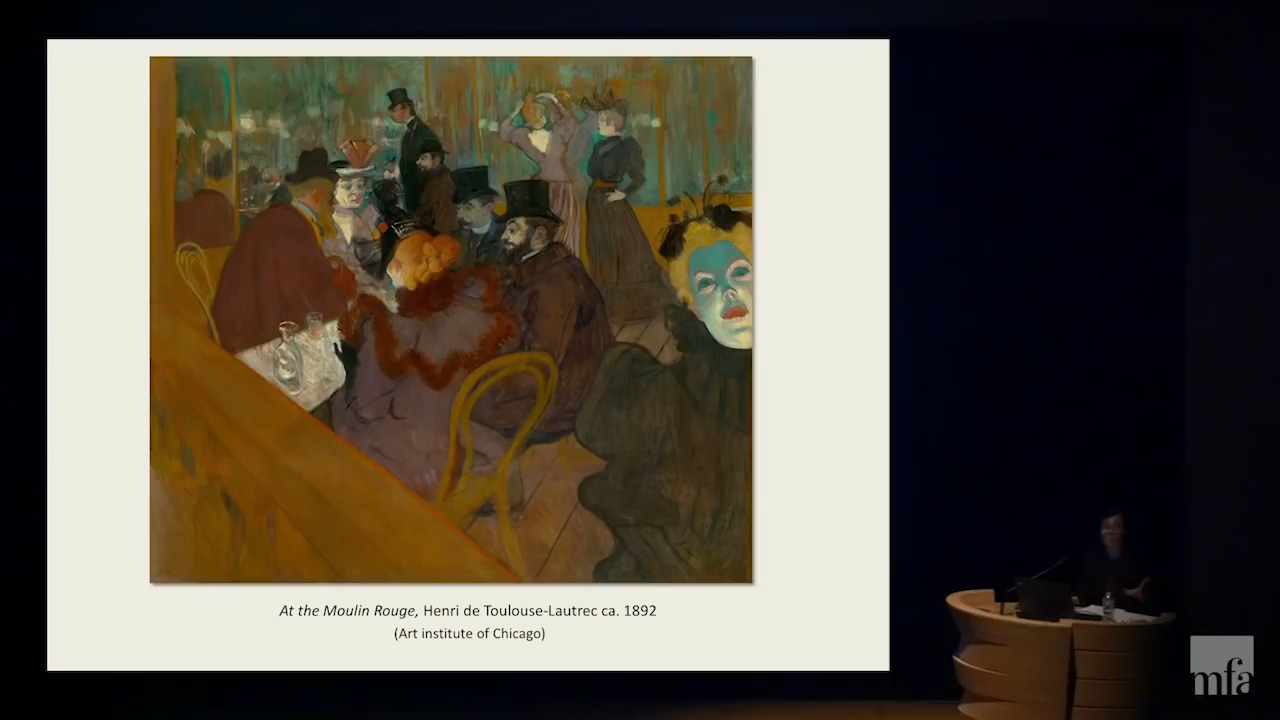 At the Moulin Rouge, Henri de Toulouse-Lautrec ca. 1892
(Art institute of Chicago)
mfa